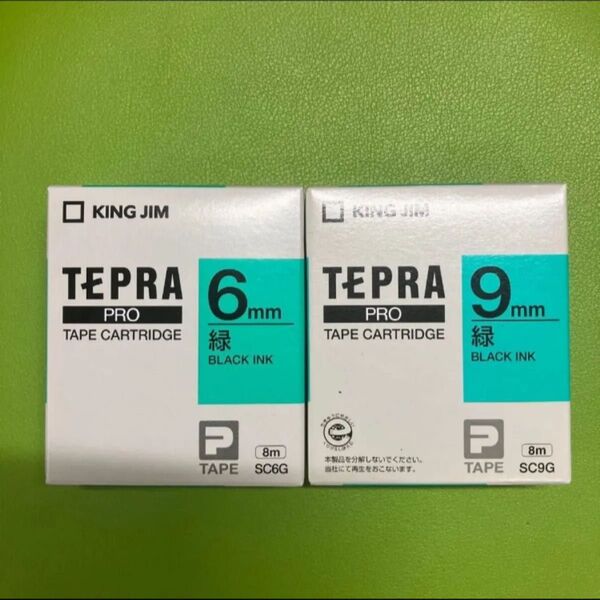 KING JIM
TEPRA
PRO
TAPE CARTRIDGE
6mm
緑
BLACK INK
P
TAPE
8m
SC6G
KING JIM
TEPRA
PRO
TAPE CARTRIDGE
9mm
緑
BLACK INK
本製品を分解しないでください。
当社にて再生をおこないます。
P
TAPE
8m
SC9G